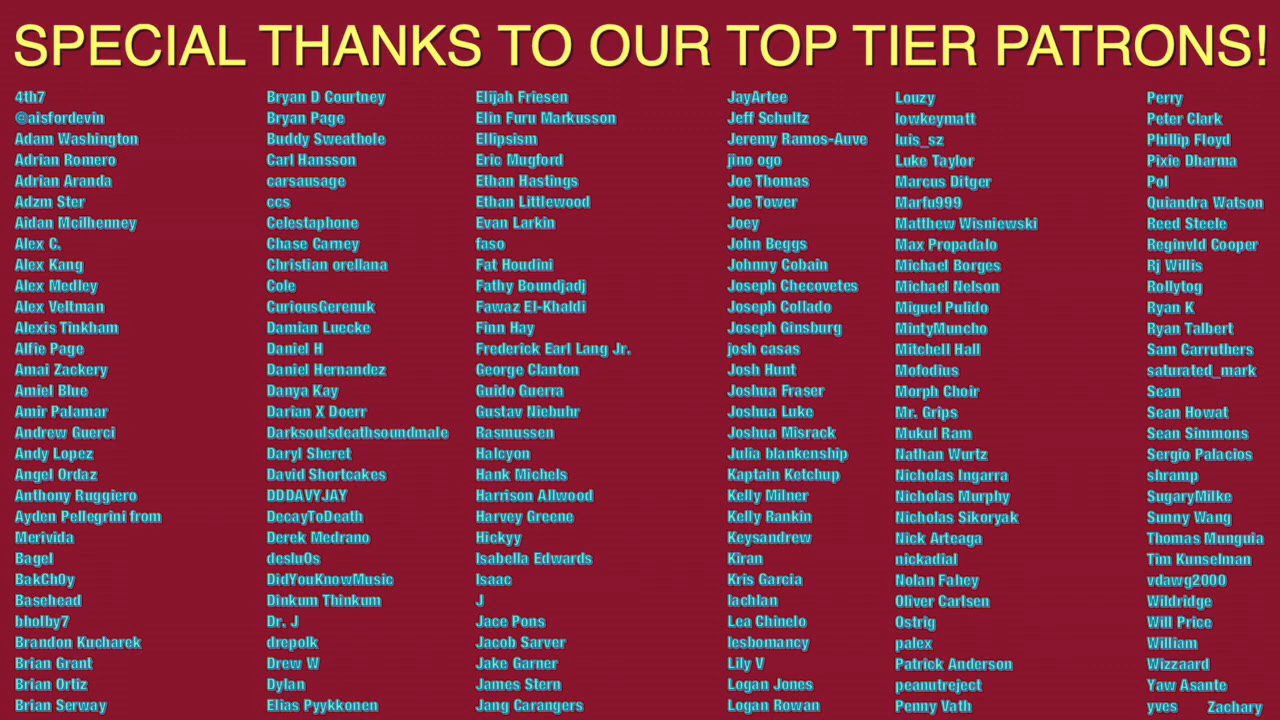 SPECIAL THANKS TO OUR TOP TIER PATRONS!
4th7
@aisfordevin
Adam Washington
Adrian Romero
Adrian Aranda
Adzm Ster
Aidan Mcilhenney
Alex C.
Alex Kang
Alex Medley
Alex Veltman
Alexis Tinkham
Alfie Page
Amai Zackery
Amiel Blue
Amir Palamar
Andrew Guerci
Andy Lopez
Angel Ordaz
Anthony Ruggiero
Ayden Pellegrini from
Merivida
Bagel
BakCh0y
Basehead
bholby7
Brandon Kucharek
Brian Grant
Brian Ortiz
Brian Serway
Bryan D Courtney
Bryan Page
Buddy Sweathole
Carl Hansson
carsausage
ccs
Celestaphone
Chase Carney
Christian orellana
Cole
CuriousGerenuk
Damian Luecke
Daniel H
Daniel Hernandez
Danya Kay
Darian X Doerr
Darksoulsdeathsoundmale
Daryl Sheret
David Shortcakes
DDDAVYJAY
DecayToDeath
Derek Medrano
deslu0s
DidYouKnowMusic
Dinkum Thinkum
Dr. J
drepolk
Drew W
Dylan
Elias Pyykkonen
Elijah Friesen
Elin Furu Markusson
Ellipsism
Eric Mugford
Ethan Hastings
Ethan Littlewood
Evan Larkin
faso
Fat Houdini
Fathy Boundjadj
Fawaz El-Khaldi
Finn Hay
Frederick Earl Lang Jr.
George Clanton
Guido Guerra
Gustav Niebuhr
Rasmussen
Halcyon
Hank Michels
Harrison Allwood
Harvey Greene
Hickyy
Isabella Edwards
Isaac
J
Jace Pons
Jacob Sarver
Jake Garner
James Stern
Jang Carangers
JayArtee
Jeff Schultz
Jeremy Ramos-Auve
jino ogo
Joe Thomas
Joe Tower
Joey
John Beggs
Johnny Cobain
Joseph Checovetes
Joseph Collado
Joseph Ginsburg
josh casas
Josh Hunt
Joshua Fraser
Joshua Luke
Joshua Misrack
Julia blankenship
Kaptain Ketchup
Kelly Milner
Kelly Rankin
Keysandrew
Kiran
Kris Garcia
lachlan
Lea Chinelo
lesbomancy
Lily V
Logan Jones
Logan Rowan
Louzy
lowkeymatt
luis_sz
Luke Taylor
Marcus Ditger
Marfu999
Matthew Wisniewski
Max Propadalo
Michael Borges
Michael Nelson
Miguel Pulido
MintyMuncho
Mitchell Hall
Mofodius
Morph Choir
Mr. Grips
Mukul Ram
Nathan Wurtz
Nicholas Ingarra
Nicholas Murphy
Nicholas Sikoryak
Nick Arteaga
nickadial
Nolan Fahey
Oliver Carlsen
Ostrig
palex
Patrick Anderson
peanutreject
Penny Vath
Perry
Peter Clark
Phillip Floyd
Pixie Dharma
Pol
Quiandra Watson
Reed Steele
Reginvld Cooper
Rj Willis
Rollytog
Ryan K
Ryan Talbert
Sam Carruthers
saturated_mark
Sean
Sean Howat
Sean Simmons
Sergio Palacios
shramp
SugaryMilke
Sunny Wang
Thomas Munguia
Tim Kunselman
vdawg2000
Wildridge
Will Price
William
Wizzaard
Yaw Asante
yves Zachary